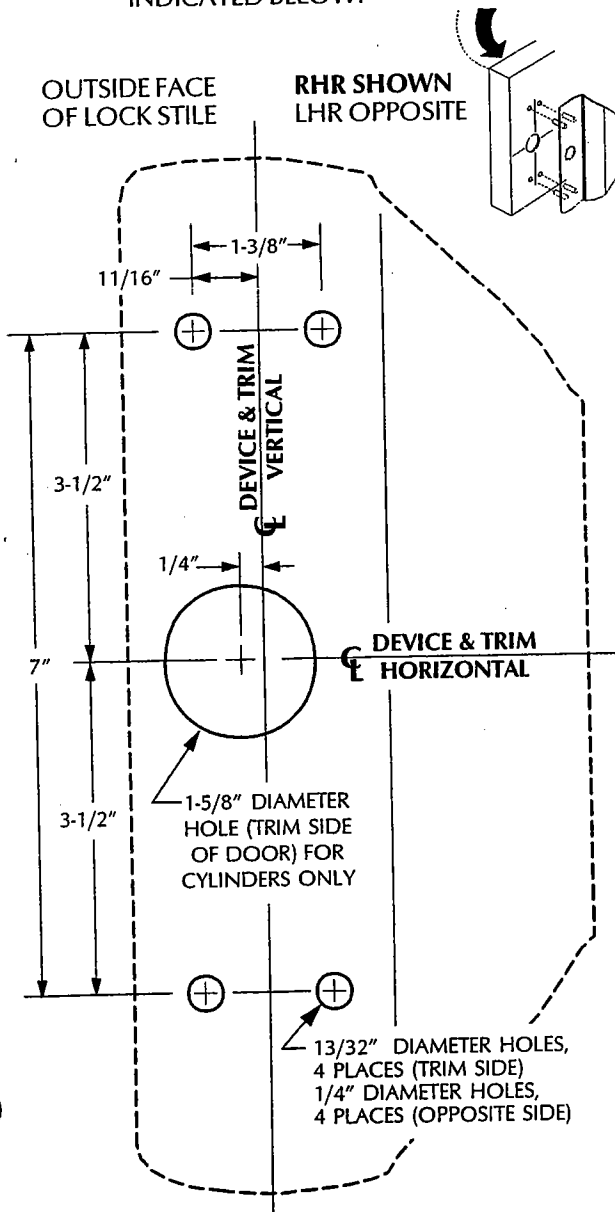 INDICATED BELOW.
OUTSIDE FACE
OF LOCK STILE
RHR SHOWN
LHR OPPOSITE
1-3/8"
11/16"
3-1/2"
DEVICE & TRIM
VERTICAL
℄
1/4"
7"
℄
DEVICE & TRIM
HORIZONTAL
3-1/2"
1-5/8" DIAMETER
HOLE (TRIM SIDE
OF DOOR) FOR
CYLINDERS ONLY
13/32" DIAMETER HOLES,
4 PLACES (TRIM SIDE)
1/4" DIAMETER HOLES,
4 PLACES (OPPOSITE SIDE)